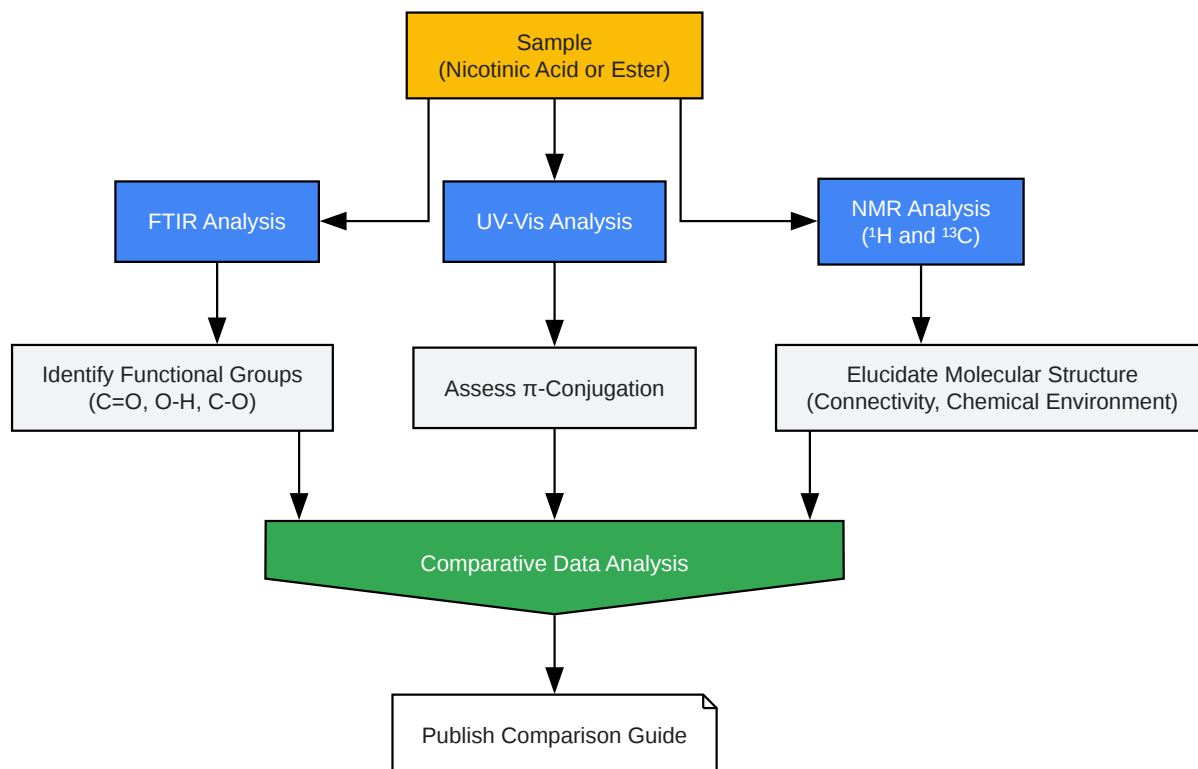 Sample
(Nicotinic Acid or Ester)
FTIR Analysis
UV-Vis Analysis
NMR Analysis
(¹H and ¹³C)
Identify Functional Groups
(C=O, O-H, C-O)
Assess π-Conjugation
Elucidate Molecular Structure
(Connectivity, Chemical Environment)
Comparative Data Analysis
Publish Comparison Guide